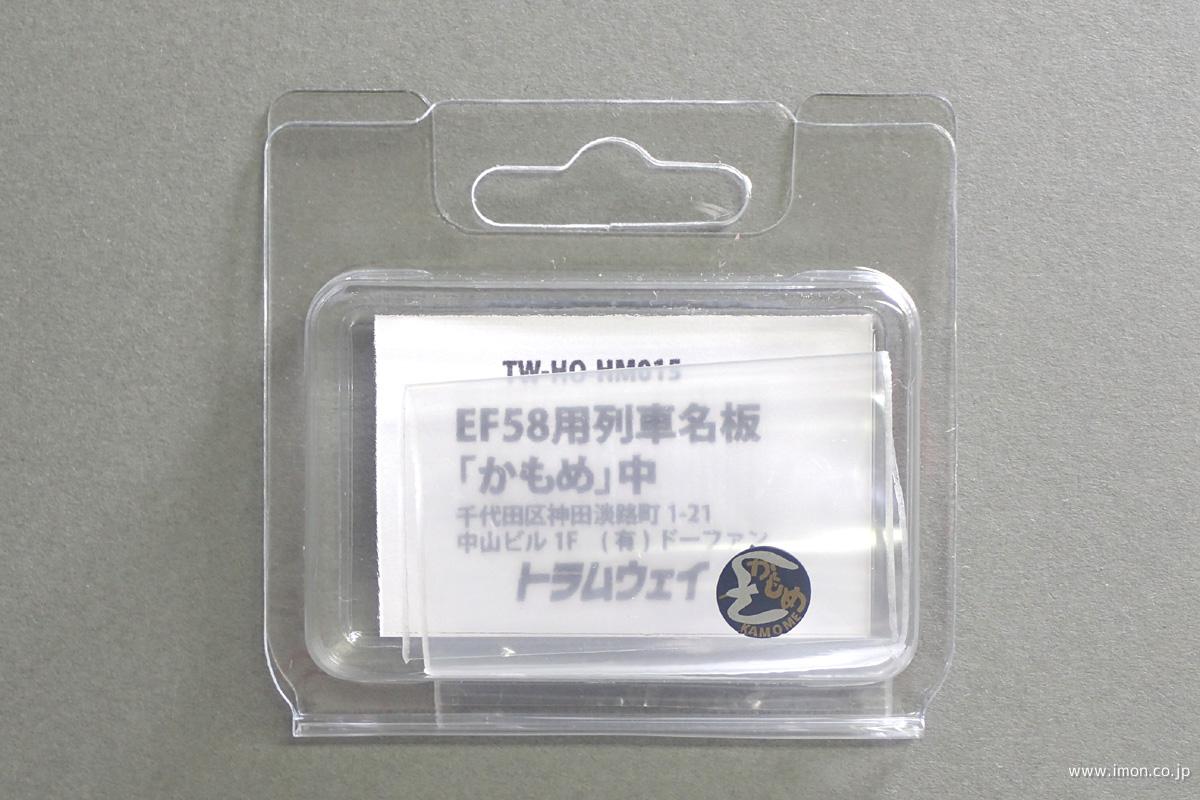 TW-HO HM015
EF58用列車名板
「かもめ」中
千代田区神田淡路町 1-21
中山ビル 1F （有）ドーファン
トラムウェイ
かもめ
KAMOME
www.imon.co.jp